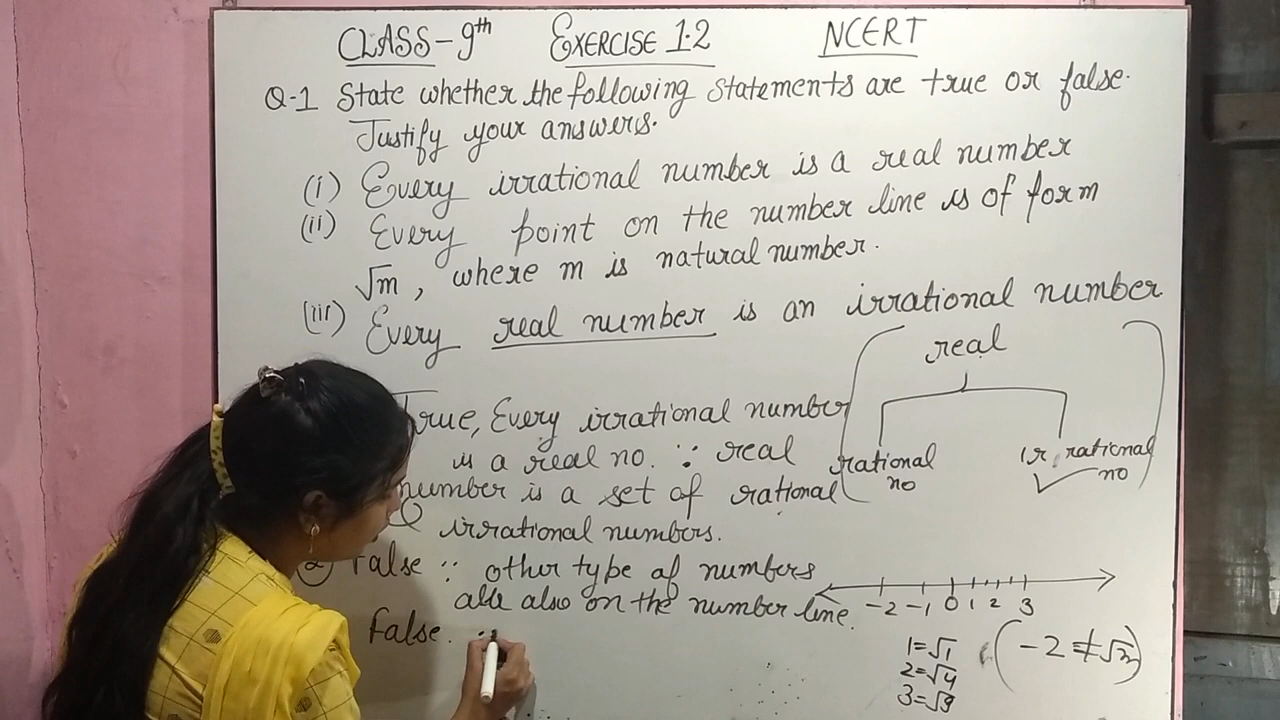 CLASS-9th EXERCISE 1.2 NCERT
Q-1 State whether the following statements are true or false.
Justify your answers.
(i) Every irrational number is a real number
(ii) Every point on the number line is of form
√m, where m is natural number.
(iii) Every real number is an irrational number
real
rational no
irrational no
True, Every irrational number
is a real no. ∵ real
number is a set of rational
& irrational numbers.
② False ∵ other type of numbers
are also on the number line.
-2 -1 0 1 2 3
False. ∵
1=√1
2=√4
3=√9
(-2≠√m)